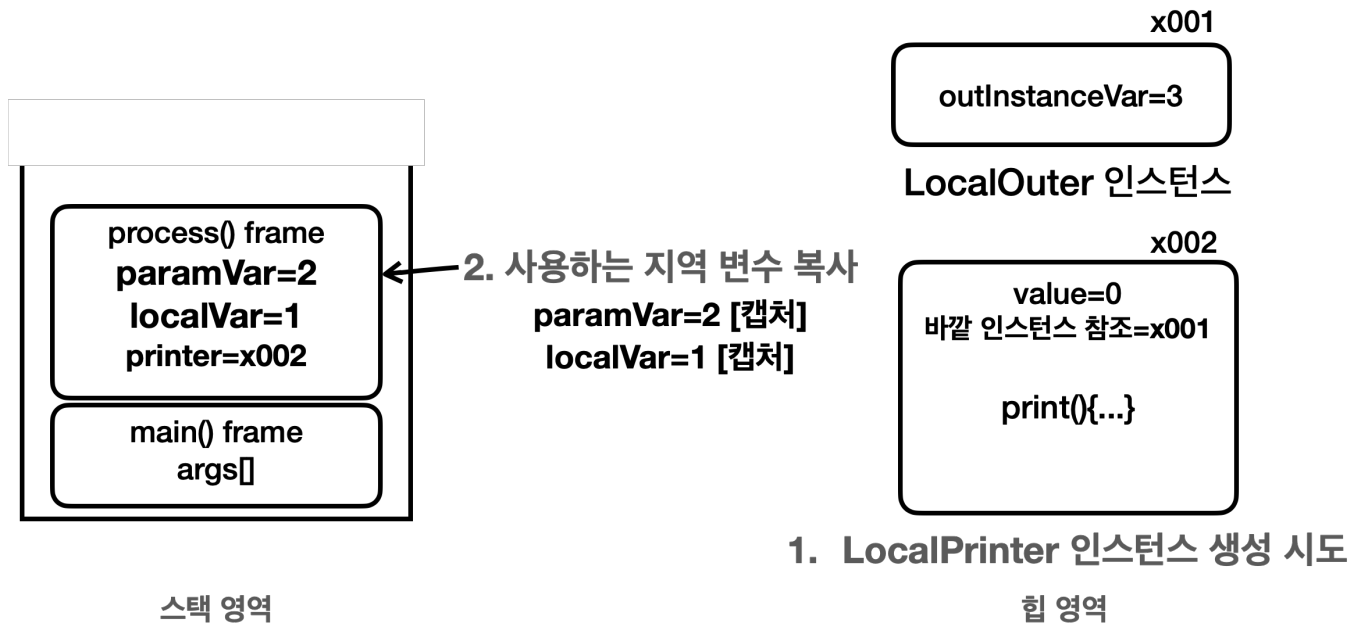 x001
outInstanceVar=3
LocalOuter 인스턴스
process() frame
paramVar=2
localVar=1
printer=x002
main() frame
args[]
스택 영역
2. 사용하는 지역 변수 복사
paramVar=2 [캡처]
localVar=1 [캡처]
x002
value=0
바깥 인스턴스 참조=x001
print(){...}
1. LocalPrinter 인스턴스 생성 시도
힙 영역